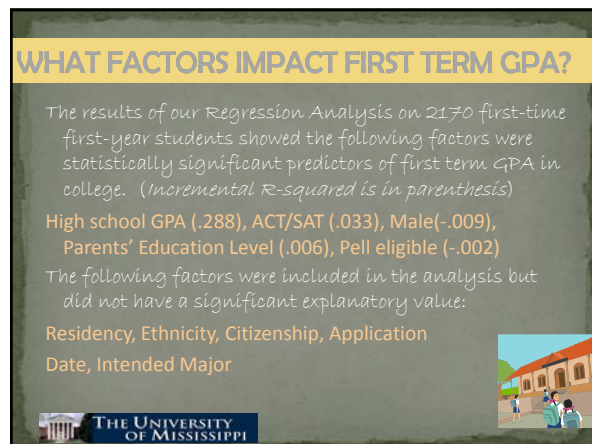 WHAT FACTORS IMPACT FIRST TERM GPA?
The results of our Regression Analysis on 2170 first-time
first-year students showed the following factors were
statistically significant predictors of first term GPA in
college. (Incremental R-squared is in parenthesis)
High school GPA (.288), ACT/SAT (.033), Male(-.009),
Parents' Education Level (.006), Pell eligible (-.002)
The following factors were included in the analysis but
did not have a significant explanatory value:
Residency, Ethnicity, Citizenship, Application
Date, Intended Major
THE UNIVERSITY
OF MISSISSIPPI